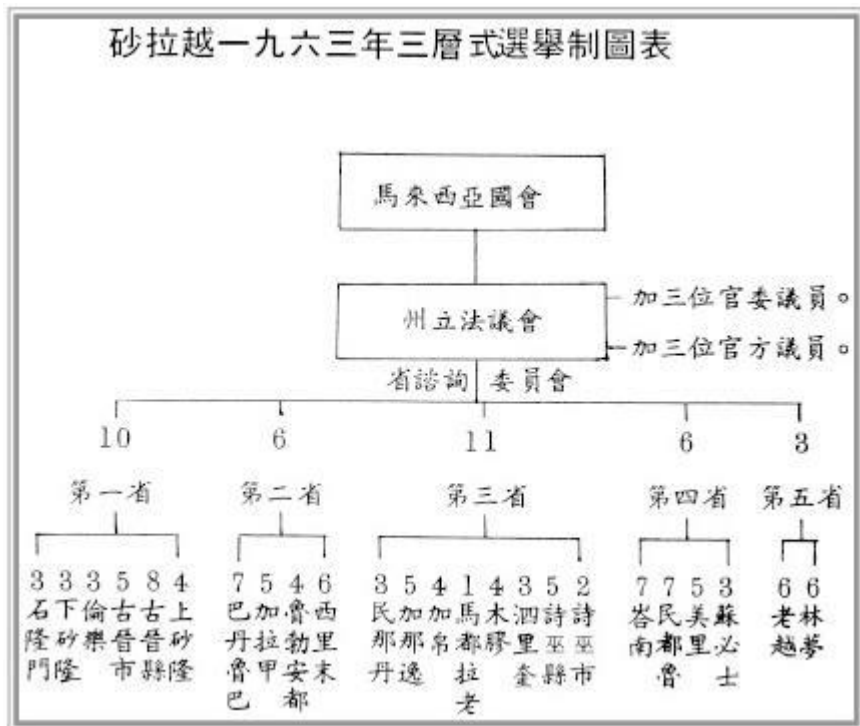 砂拉越一九六三年三層式選舉制圖表
馬來西亞國會
州立法議會
加三位官委議員。
加三位官方議員。
省諮詢委員會
10 6 11 6 3
第一省 第二省 第三省 第四省 第五省
3 石隆門
3 下砂隆
3 倫樂
5 古晉市
8 古晉縣
4 上砂隆
7 巴丹魯巴
5 加拉甲
4 魯勃安都
6 西里末
3 民那丹
5 加那逸
4 加帛
1 馬都拉老
4 木膠
3 泗里奎
5 詩巫縣
2 詩巫市
7 峇南
7 民都魯
5 美里
3 蘇必士
6 老越
6 林夢